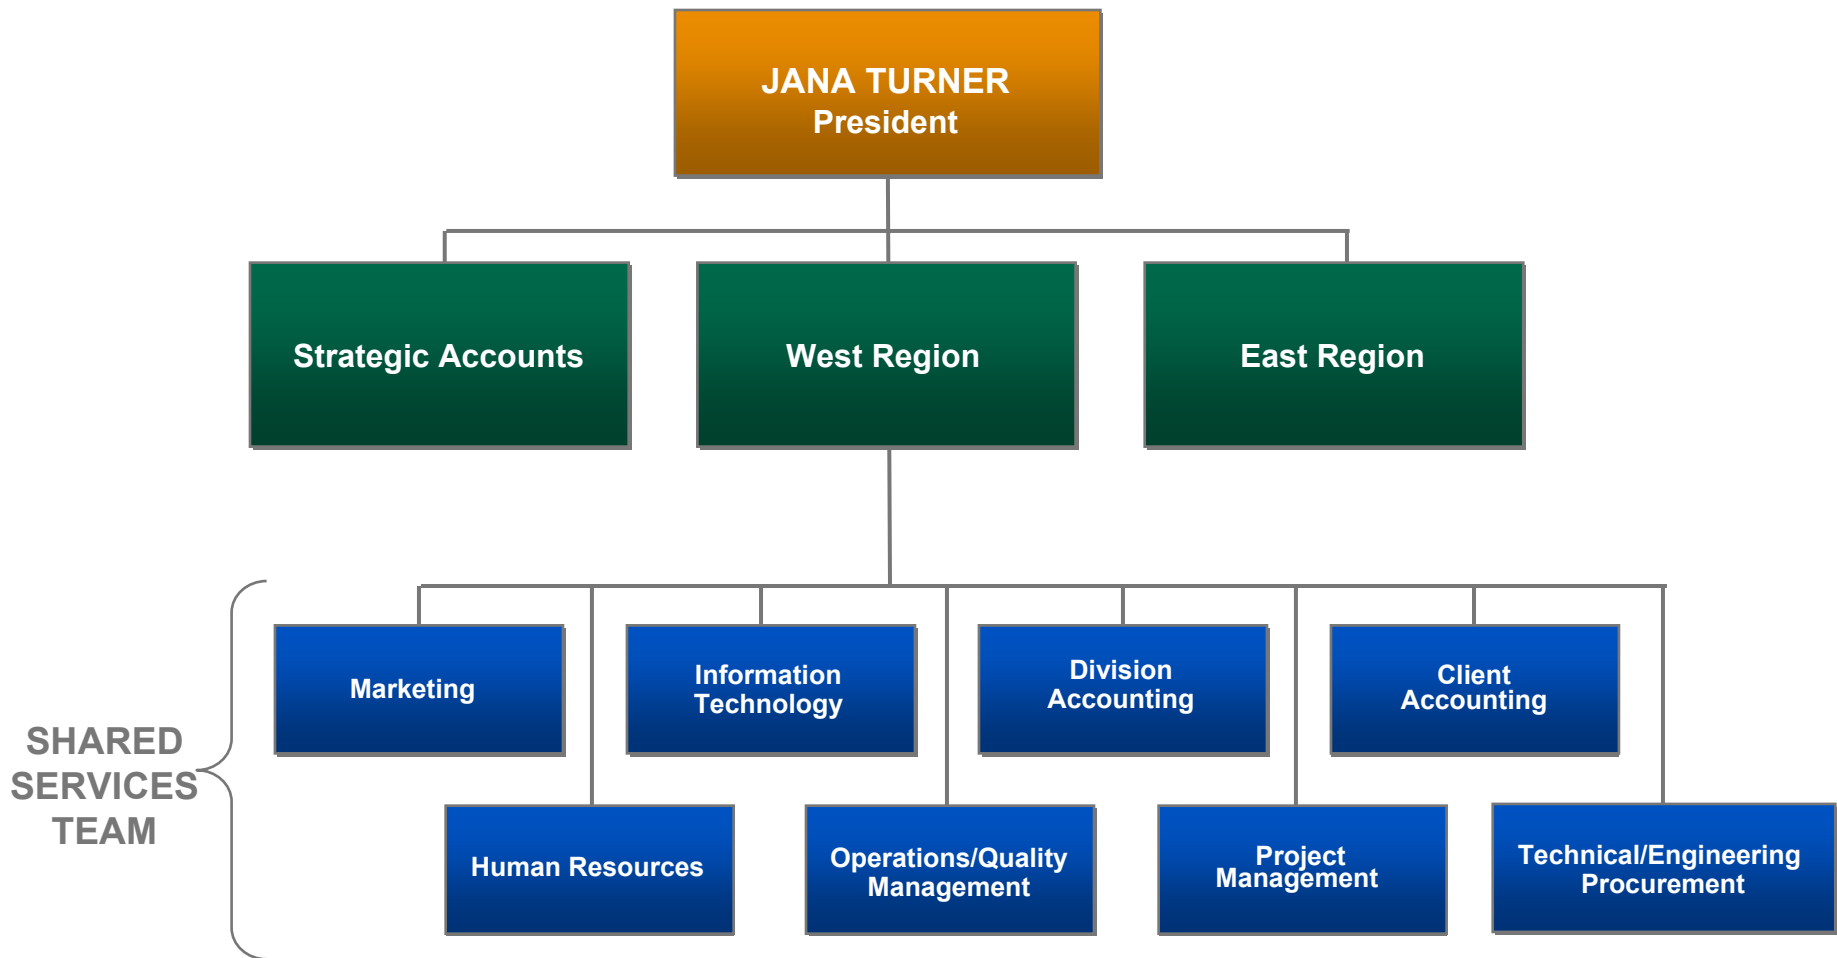 JANA TURNER
President
Strategic Accounts
West Region
East Region
SHARED
SERVICES
TEAM
Marketing
Information
Technology
Division
Accounting
Client
Accounting
Human Resources
Operations/Quality
Management
Project
Management
Technical/Engineering
Procurement